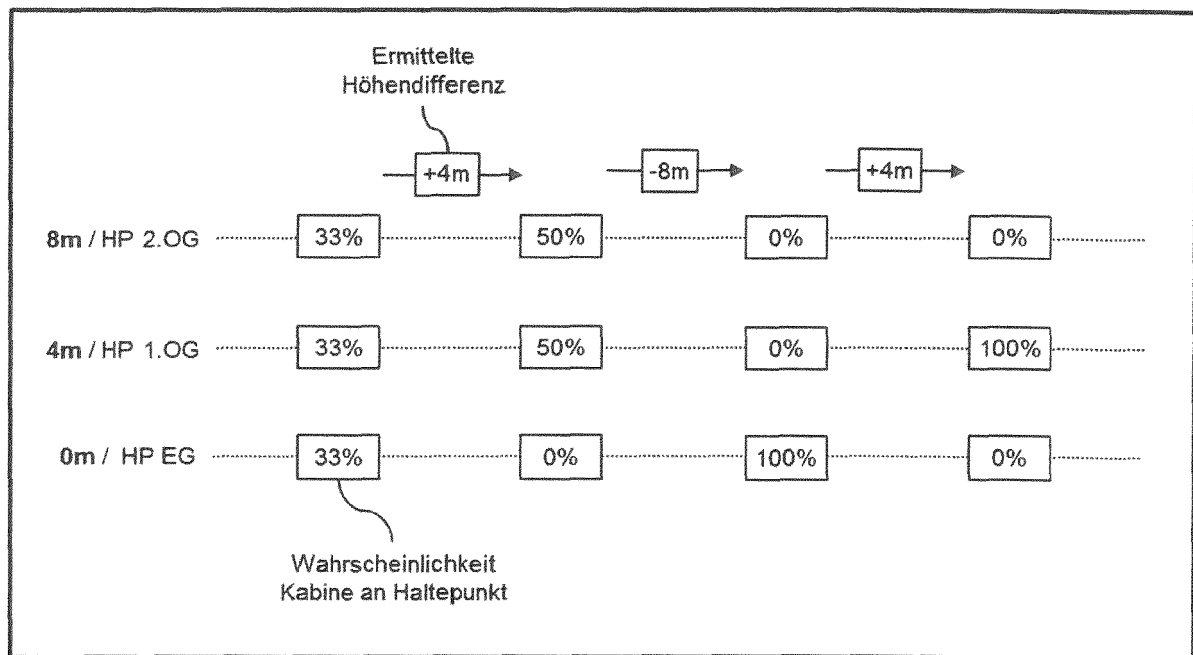 Ermittelte
Höhendifferenz
+4m
-8m
+4m
8m / HP 2.OG
33%
50%
0%
0%
4m / HP 1.OG
33%
50%
0%
100%
0m / HP EG
33%
0%
100%
0%
Wahrscheinlichkeit
Kabine an Haltepunkt